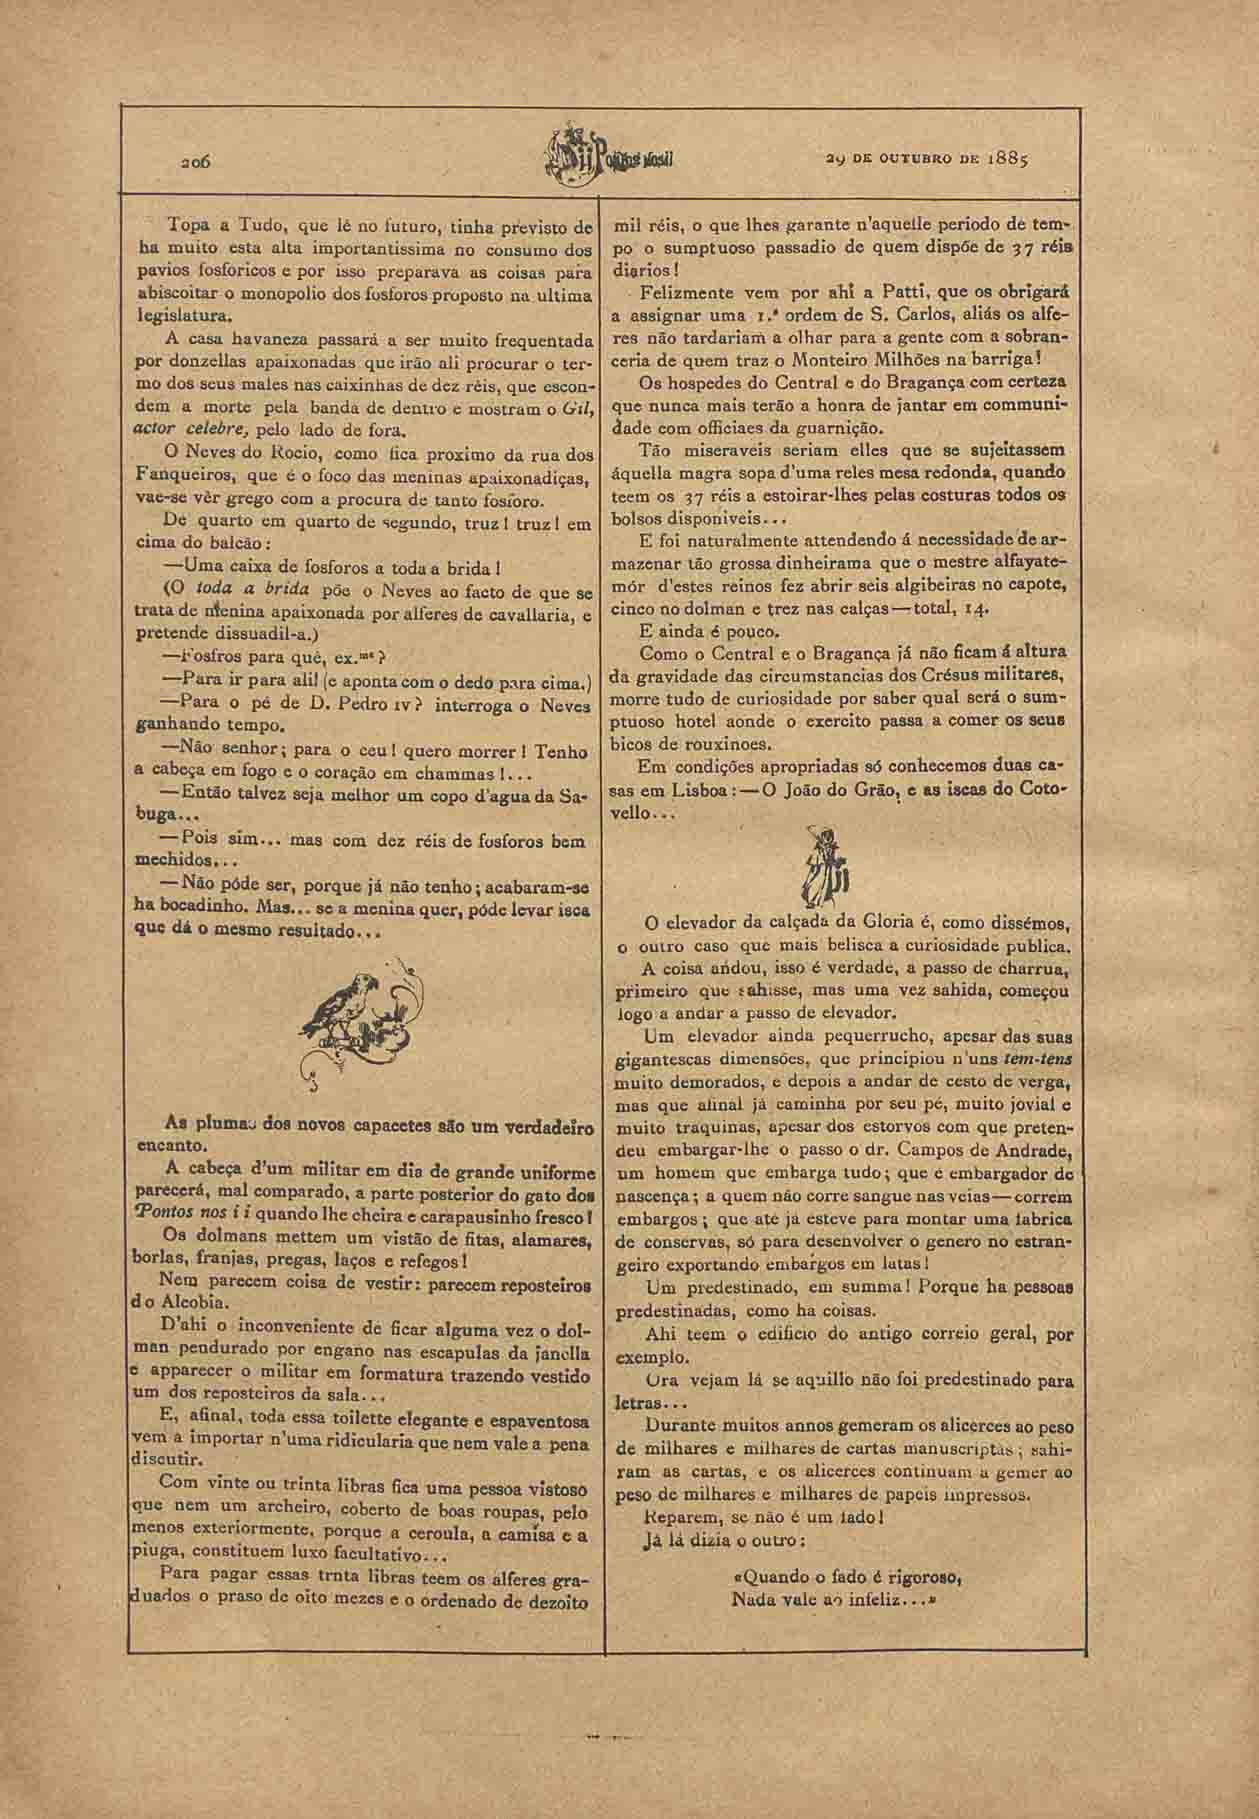 206
Pontos nos ii
29 DE OUTUBRO DE 1885
Topa a Tudo, que lê no futuro, tinha previsto de
ha muito esta alta importantissima no consumo dos
pavios fosforicos e por isso preparava as coisas para
abiscoitar o monopolio dos fosforos proposto na ultima
legislatura.
A casa havaneza passará a ser muito frequentada
por donzellas apaixonadas que irão ali procurar o ter-
mo dos seus males nas caixinhas de dez réis, que escon-
dem a morte pela banda de dentro e mostram o Gil,
actor celebre, pelo lado de fora.
O Neves do Rocio, como fica proximo da rua dos
Fanqueiros, que é o foco das meninas apaixonadiças,
vae-se vêr grego com a procura de tanto fosforo.
De quarto em quarto de segundo, truz! truz! em
cima do balcão:
—Uma caixa de fosforos a toda a brida!
(O toda a brida põe o Neves ao facto de que se
trata de menina apaixonada por alferes de cavallaria, e
pretende dissuadil-a.)
—Fosfros para quê, ex.ma?
—Para ir para ali! (e aponta com o dedo para cima.)
—Para o pé de D. Pedro IV? interroga o Neves
ganhando tempo.
—Não senhor; para o ceu! quero morrer! Tenho
a cabeça em fogo e o coração em chammas!...
—Então talvez seja melhor um copo d'agua da Sa-
buga...
—Pois sim... mas com dez réis de fosforos bem
mechidos...
—Não póde ser, porque já não tenho; acabaram-se
ha bocadinho. Mas... se a menina quer, póde levar isca
que dá o mesmo resultado...
As plumas dos novos capacetes são um verdadeiro
encanto.
A cabeça d'um militar em dia de grande uniforme
parecerá, mal comparado, a parte posterior do gato dos
Pontos nos i i quando lhe cheira e carapausinho fresco!
Os dolmans mettem um vistão de fitas, alamares,
borlas, franjas, pregas, laços e refegos!
Nem parecem coisa de vestir: parecem reposteiros
do Alcobia.
D'ahi o inconveniente de ficar alguma vez o dol-
man pendurado por engano nas escapulas da janella
e apparecer o militar em formatura trazendo vestido
um dos reposteiros da sala...
E, afinal, toda essa toilette elegante e espaventosa
vem a importar n'uma ridicularia que nem vale a pena
discutir.
Com vinte ou trinta libras fica uma pessoa vistoso
que nem um archeiro, coberto de boas roupas, pelo
menos exteriormente, porque a ceroula, a camisa e a
piuga, constituem luxo facultativo...
Para pagar essas trnta libras teem os alferes gra-
duados o praso de oito mezes e o ordenado de dezoito
mil réis, o que lhes garante n'aquelle periodo de tem-
po o sumptuoso passadio de quem dispõe de 37 réis
diarios!
Felizmente vem por ahi a Patti, que os obrigará
a assignar uma 1.ª ordem de S. Carlos, aliás os alfe-
res não tardariam a olhar para a gente com a sobran-
ceria de quem traz o Monteiro Milhões na barriga!
Os hospedes do Central e do Bragança com certeza
que nunca mais terão a honra de jantar em communi-
dade com officiaes da guarnição.
Tão miseraveis seriam elles que se sujeitassem
áquella magra sopa d'uma reles mesa redonda, quando
teem os 37 réis a estoirar-lhes pelas costuras todos os
bolsos disponiveis...
E foi naturalmente attendendo á necessidade de ar-
mazenar tão grossa dinheirama que o mestre alfayate-
mór d'estes reinos fez abrir seis algibeiras no capote,
cinco no dolman e trez nas calças—total, 14.
E ainda é pouco.
Como o Central e o Bragança já não ficam á altura
da gravidade das circumstancias dos Crésus militares,
morre tudo de curiosidade por saber qual será o sum-
ptuoso hotel aonde o exercito passa a comer os seus
bicos de rouxinoes.
Em condições apropriadas só conhecemos duas ca-
sas em Lisboa:—O João do Grão, e as iscas do Coto-
vello...
O elevador da calçada da Gloria é, como dissémos,
o outro caso que mais belisca a curiosidade publica.
A coisa andou, isso é verdade, a passo de charrua,
primeiro que sahisse, mas uma vez sahida, começou
logo a andar a passo de elevador.
Um elevador ainda pequerrucho, apesar das suas
gigantescas dimensões, que principiou n'uns tem-tens
muito demorados, e depois a andar de cesto de verga,
mas que afinal já caminha por seu pé, muito jovial e
muito traquinas, apesar dos estorvos com que preten-
deu embargar-lhe o passo o dr. Campos de Andrade,
um homem que embarga tudo; que é embargador de
nascença; a quem não corre sangue nas veias—correm
embargos; que até já esteve para montar uma fabrica
de conservas, só para desenvolver o genero no estran-
geiro exportando embargos em latas!
Um predestinado, em summa! Porque ha pessoas
predestinadas, como ha coisas.
Ahi teem o edificio do antigo correio geral, por
exemplo.
Ora vejam lá se aquillo não foi predestinado para
letras...
Durante muitos annos gemeram os alicerces ao peso
de milhares e milhares de cartas manuscriptas; sahi-
ram as cartas, e os alicerces continuam a gemer ao
peso de milhares e milhares de papeis impressos.
Reparem, se não é um fado!
Já lá dizia o outro:
«Quando o fado é rigoroso,
Nada vale ao infeliz...»